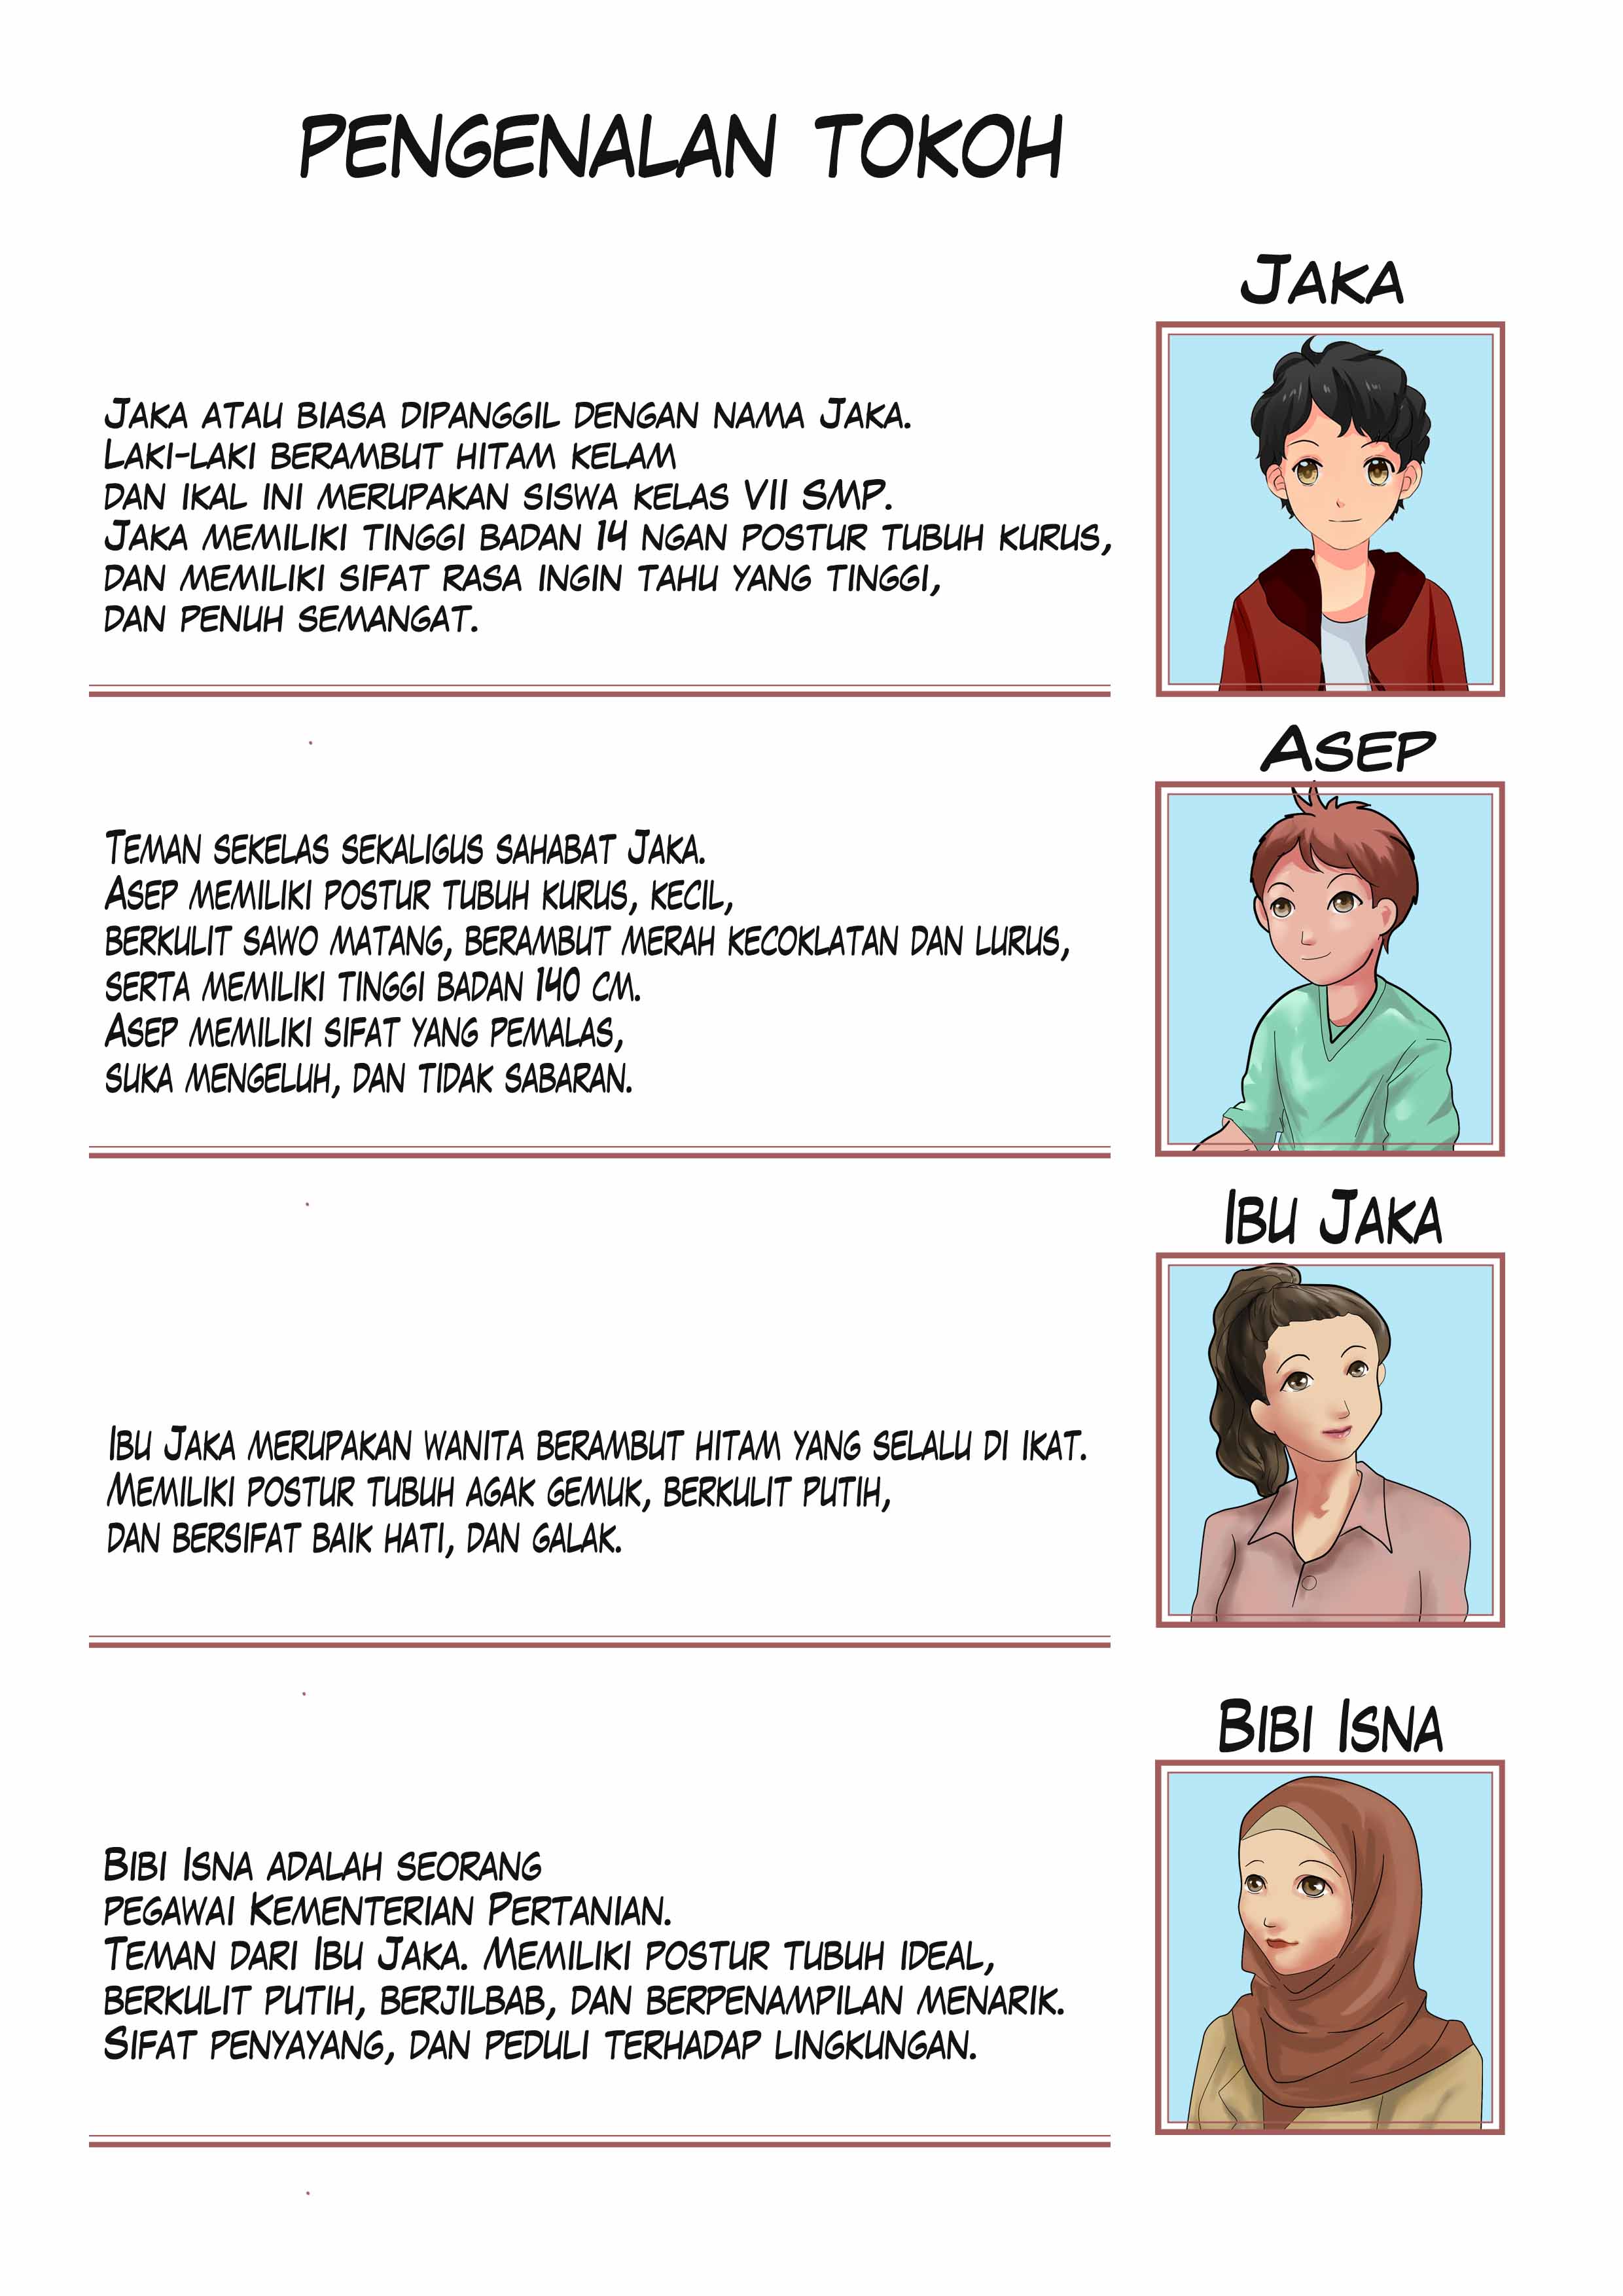 PENGENALAN TOKOH
JAKA
JAKA ATAU BIASA DIPANGGIL DENGAN NAMA JAKA.
LAKI-LAKI BERAMBUT HITAM KELAM
DAN IKAL INI MERUPAKAN SISWA KELAS VII SMP.
JAKA MEMILIKI TINGGI BADAN 14 NGAN POSTUR TUBUH KURUS,
DAN MEMILIKI SIFAT RASA INGIN TAHU YANG TINGGI,
DAN PENUH SEMANGAT.
ASEP
TEMAN SEKELAS SEKALIGUS SAHABAT JAKA.
ASEP MEMILIKI POSTUR TUBUH KURUS, KECIL,
BERKULIT SAWO MATANG, BERAMBUT MERAH KECOKLATAN DAN LURUS,
SERTA MEMILIKI TINGGI BADAN 140 CM.
ASEP MEMILIKI SIFAT YANG PEMALAS,
SUKA MENGELUH, DAN TIDAK SABARAN.
IBU JAKA
IBU JAKA MERUPAKAN WANITA BERAMBUT HITAM YANG SELALU DI IKAT.
MEMILIKI POSTUR TUBUH AGAK GEMUK, BERKULIT PUTIH,
DAN BERSIFAT BAIK HATI, DAN GALAK.
BIBI ISNA
BIBI ISNA ADALAH SEORANG
PEGAWAI KEMENTERIAN PERTANIAN.
TEMAN DARI IBU JAKA. MEMILIKI POSTUR TUBUH IDEAL,
BERKULIT PUTIH, BERJILBAB, DAN BERPENAMPILAN MENARIK.
SIFAT PENYAYANG, DAN PEDULI TERHADAP LINGKUNGAN.